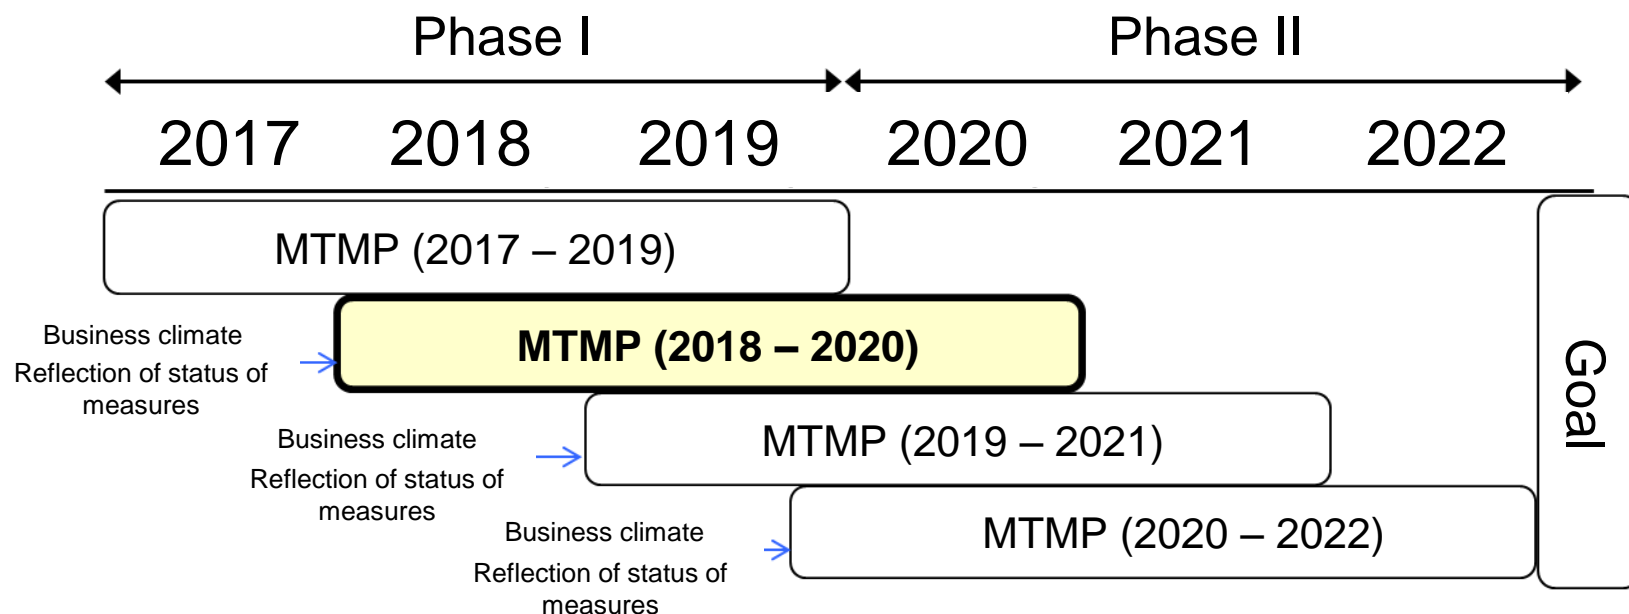 Phase I
Phase II
2017 2018 2019 2020 2021 2022
MTMP (2017 – 2019)
Business climate
Reflection of status of
measures
MTMP (2018 – 2020)
Business climate
Reflection of status of
measures
MTMP (2019 – 2021)
Business climate
Reflection of status of
measures
MTMP (2020 – 2022)
Goal